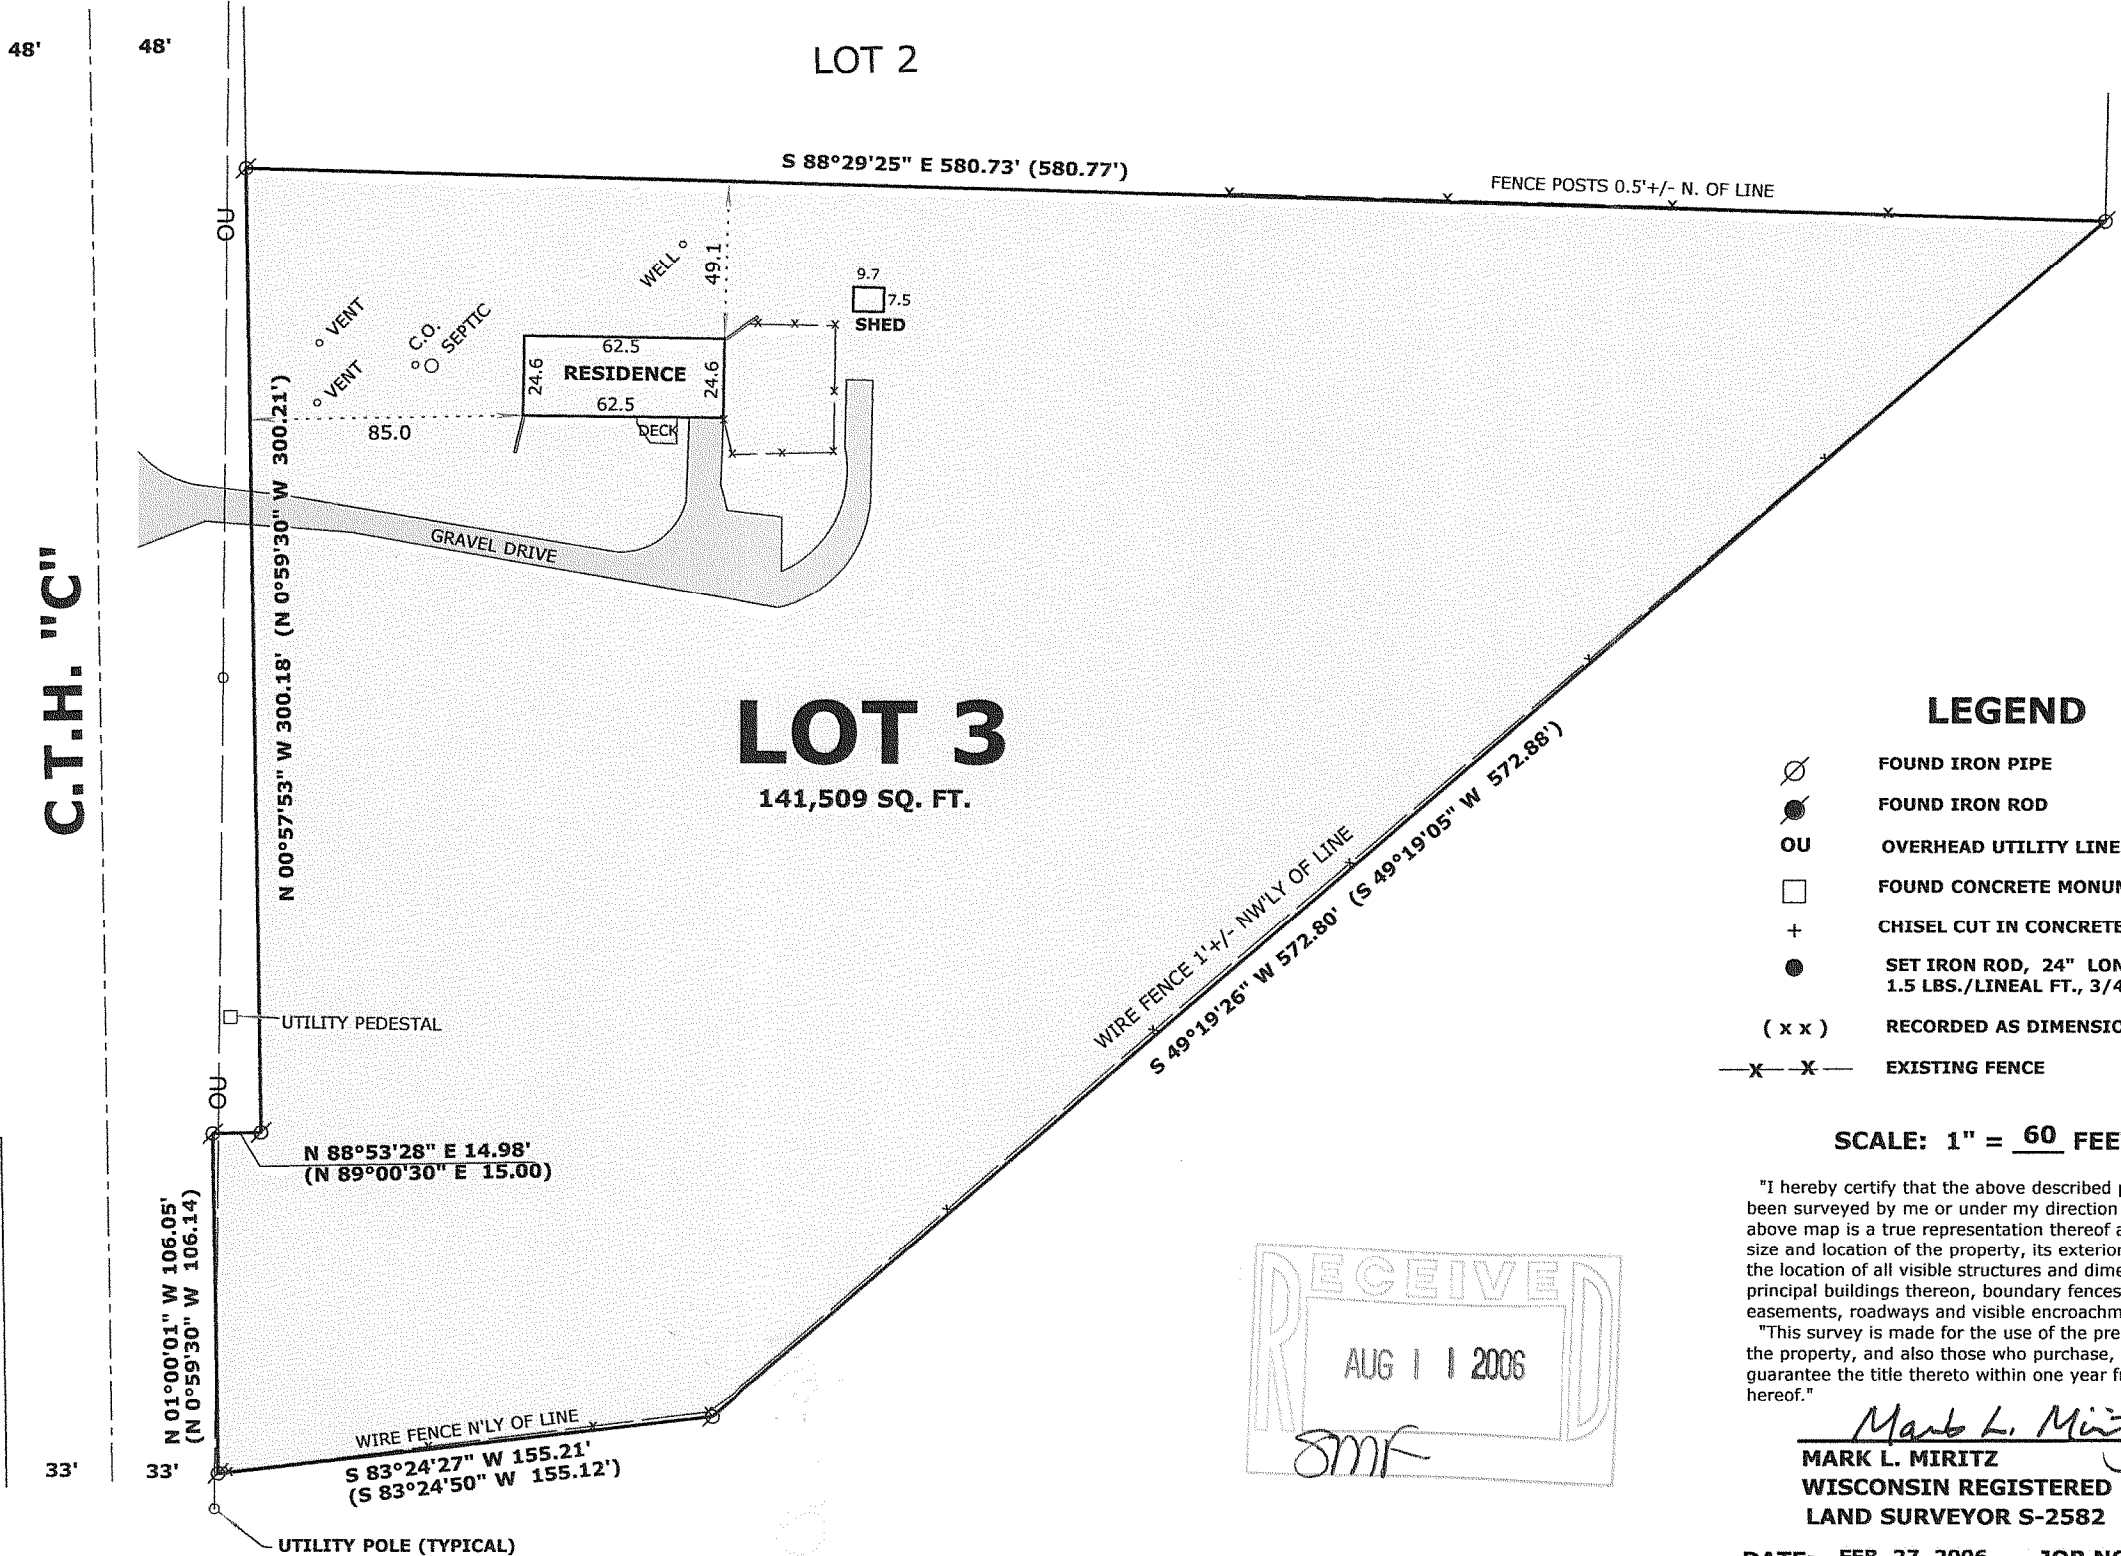 48'
48'
LOT 2
S 88°29'25" E 580.73' (580.77')
FENCE POSTS 0.5'+/- N. OF LINE
OU
WELL
49.1
9.7
7.5
SHED
VENT
C.O.
SEPTIC
VENT
62.5
24.6
RESIDENCE
24.6
62.5
DECK
85.0
GRAVEL DRIVE
N 00°57'53" W 300.18' (N 0°59'30" W 300.21')
C.T.H. "C"
LOT 3
141,509 SQ. FT.
WIRE FENCE 1'+/- NW'LY OF LINE
S 49°19'26" W 572.80' (S 49°19'05" W 572.88')
UTILITY PEDESTAL
OU
N 88°53'28" E 14.98'
(N 89°00'30" E 15.00)
N 01°00'01" W 106.05'
(N 0°59'30" W 106.14)
WIRE FENCE N'LY OF LINE
S 83°24'27" W 155.21'
(S 83°24'50" W 155.12')
33'
33'
UTILITY POLE (TYPICAL)
RECEIVED
AUG 11 2006
SMF
LEGEND
FOUND IRON PIPE
FOUND IRON ROD
OU OVERHEAD UTILITY LINE
FOUND CONCRETE MONUM
+ CHISEL CUT IN CONCRETE
SET IRON ROD, 24" LON
1.5 LBS./LINEAL FT., 3/4
( x x ) RECORDED AS DIMENSIO
—X—X— EXISTING FENCE
SCALE: 1" = 60 FEE
"I hereby certify that the above described
been surveyed by me or under my direction
above map is a true representation thereof a
size and location of the property, its exterior
the location of all visible structures and dime
principal buildings thereon, boundary fences
easements, roadways and visible encroachm
"This survey is made for the use of the pre
the property, and also those who purchase,
guarantee the title thereto within one year f
hereof."
Mark L. Miri
MARK L. MIRITZ
WISCONSIN REGISTERED
LAND SURVEYOR S-2582
DATE: FEB. 27, 2006 JOB NO